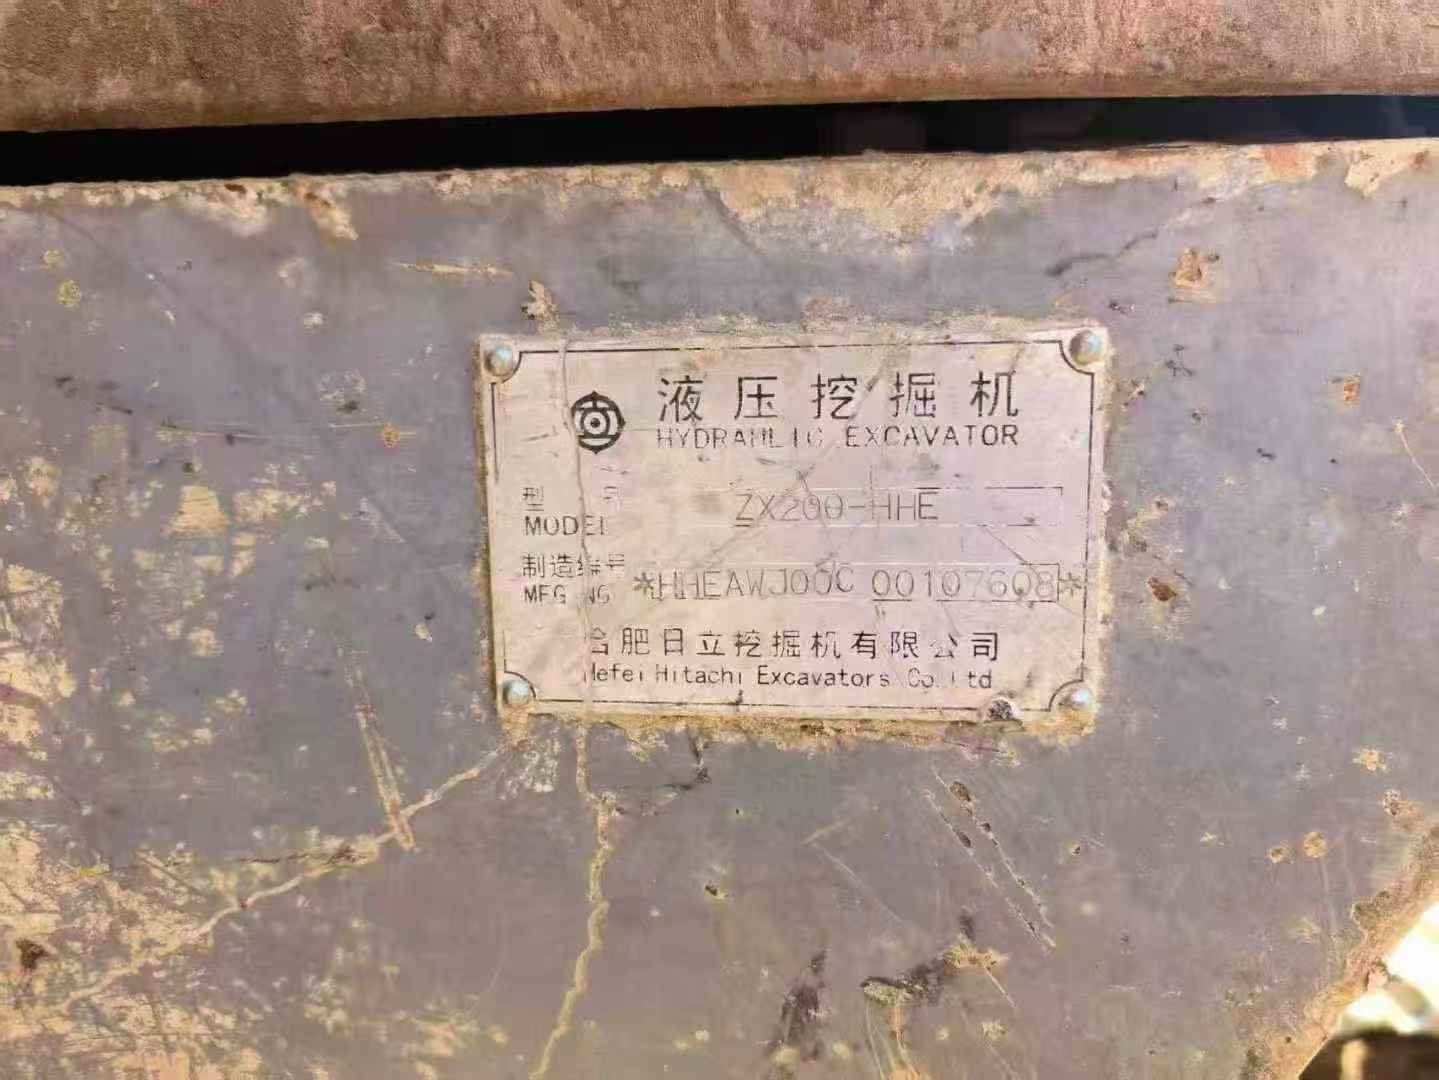 液压挖掘机
HYDRAULIC EXCAVATOR
型 号 ZX200-HHE
MODEL
制造编号 *HHEAWJ00C 00107608*
MFG NO
合肥日立挖掘机有限公司
Hefei Hitachi Excavators Co. Ltd